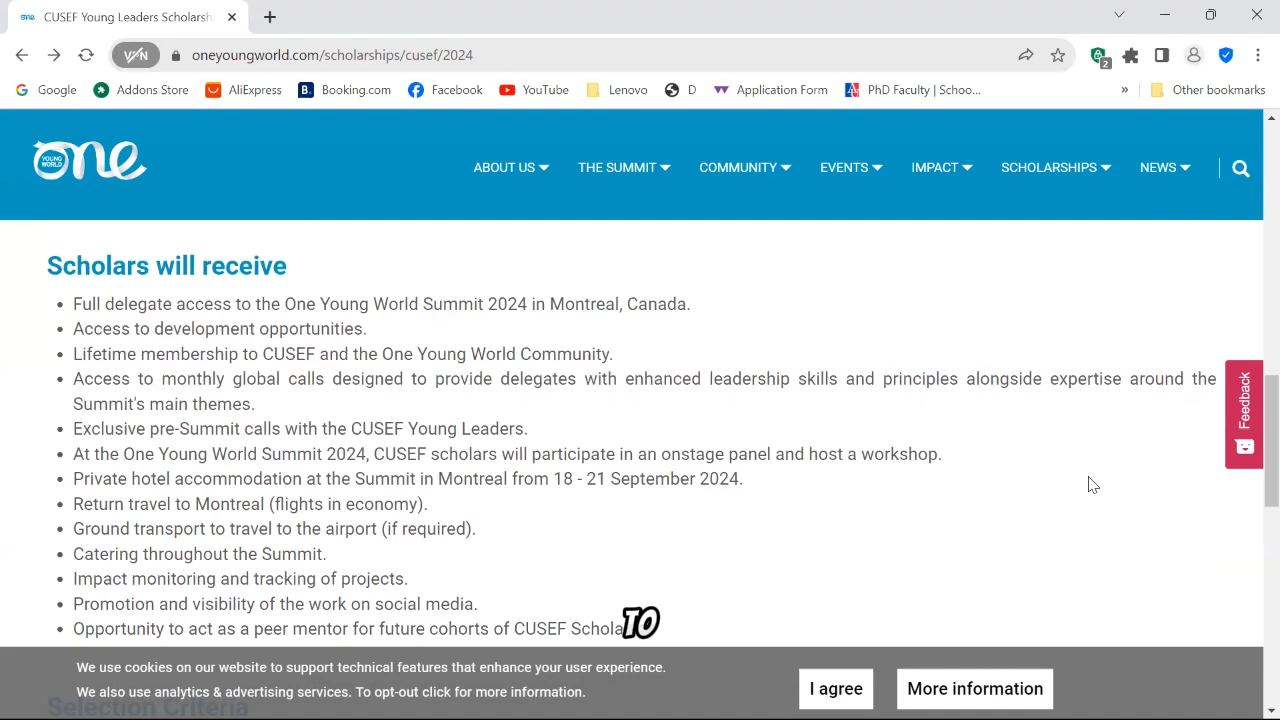 CUSEF Young Leaders Scholarsh
VPN
oneyoungworld.com/scholarships/cusef/2024
2
Google Addons Store AliExpress Booking.com Facebook YouTube Lenovo D Application Form PhD Faculty | Schoo... » Other bookmarks
one YOUNG WORLD
ABOUT US THE SUMMIT COMMUNITY EVENTS IMPACT SCHOLARSHIPS NEWS
Scholars will receive
• Full delegate access to the One Young World Summit 2024 in Montreal, Canada.
• Access to development opportunities.
• Lifetime membership to CUSEF and the One Young World Community.
• Access to monthly global calls designed to provide delegates with enhanced leadership skills and principles alongside expertise around the
Summit's main themes.
• Exclusive pre-Summit calls with the CUSEF Young Leaders.
• At the One Young World Summit 2024, CUSEF scholars will participate in an onstage panel and host a workshop.
• Private hotel accommodation at the Summit in Montreal from 18 - 21 September 2024.
• Return travel to Montreal (flights in economy).
• Ground transport to travel to the airport (if required).
• Catering throughout the Summit.
• Impact monitoring and tracking of projects.
• Promotion and visibility of the work on social media.
• Opportunity to act as a peer mentor for future cohorts of CUSEF Schola
TO
Feedback
We use cookies on our website to support technical features that enhance your user experience.
We also use analytics & advertising services. To opt-out click for more information.
I agree
More information
Selection Criteria